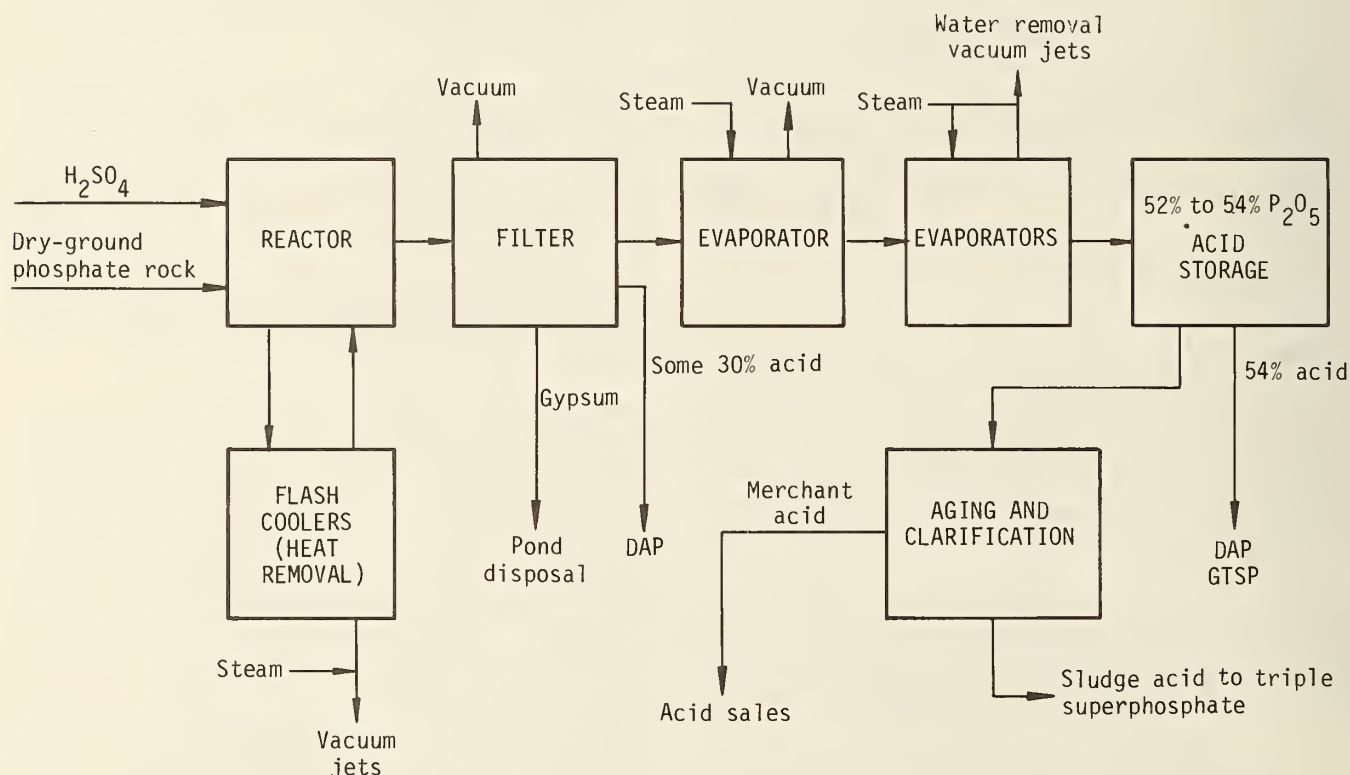 Water removal
vacuum jets
Vacuum
Steam
Vacuum
Steam
H₂SO₄
Dry-ground
phosphate rock
REACTOR
FILTER
EVAPORATOR
EVAPORATORS
52% to 54% P₂O₅
ACID
STORAGE
Some 30% acid
Gypsum
54% acid
FLASH
COOLERS
(HEAT
REMOVAL)
Pond
disposal
DAP
Merchant
acid
AGING AND
CLARIFICATION
DAP
GTSP
Steam
Vacuum
jets
Acid sales
Sludge acid to triple
superphosphate